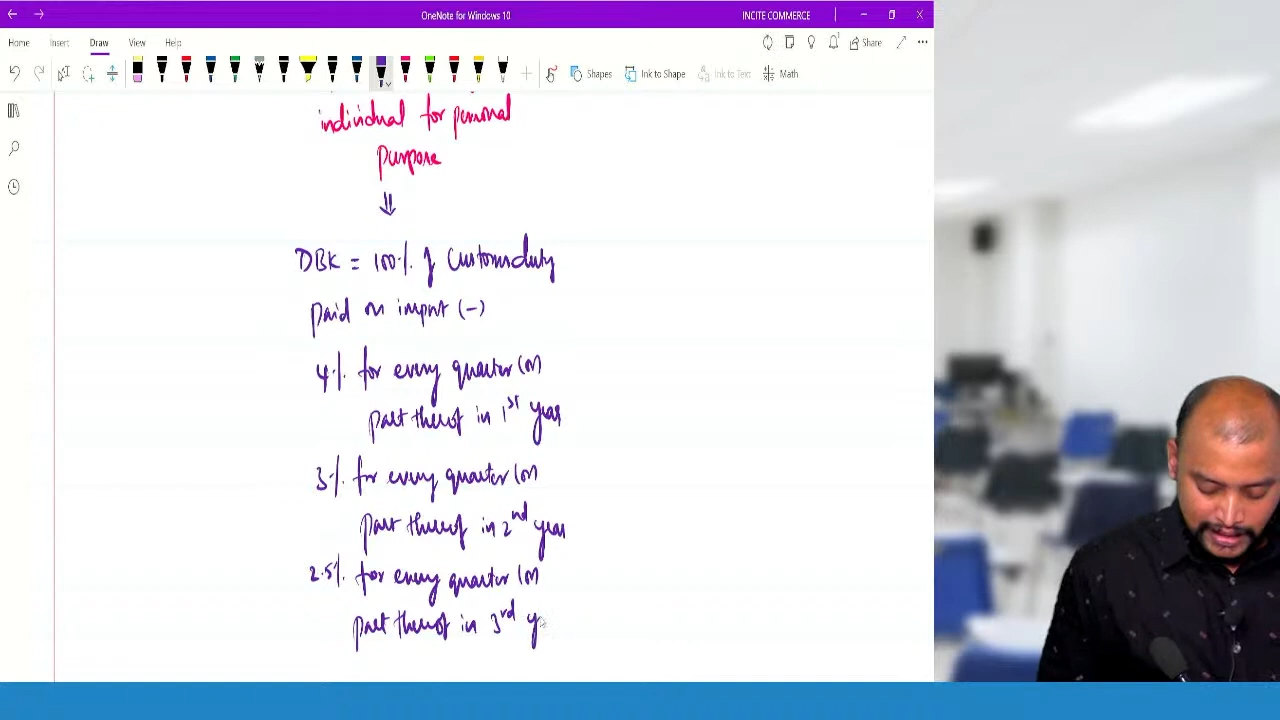 OneNote for Windows 10
INCITE COMMERCE
Home Insert Draw View Help
Share
Shapes Ink to Shape Ink to Text Math
individual for personal
purpose
⇓
DBK = 100% of Customs duty
paid on import (-)
4% for every quarter (or)
part thereof in 1st year
3% for every quarter (or)
part thereof in 2nd year
2.5% for every quarter (or)
part thereof in 3rd y